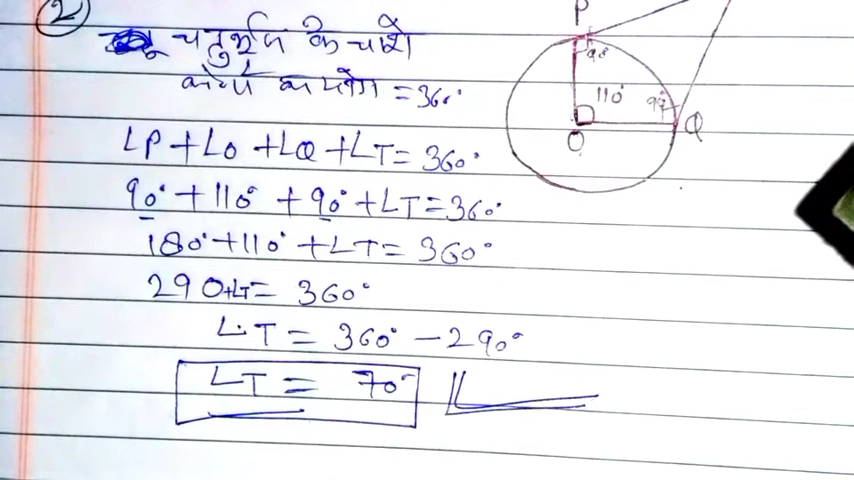 2
चतुर्भुज के चारो
कोणों का योग = 360°
∠P + ∠O + ∠Q + ∠T = 360°
90° + 110° + 90° + ∠T = 360°
180° + 110° + ∠T = 360°
290 + ∠T = 360°
∠T = 360° - 290°
∠T = 70°
P
90°
110°
90°
O
Q